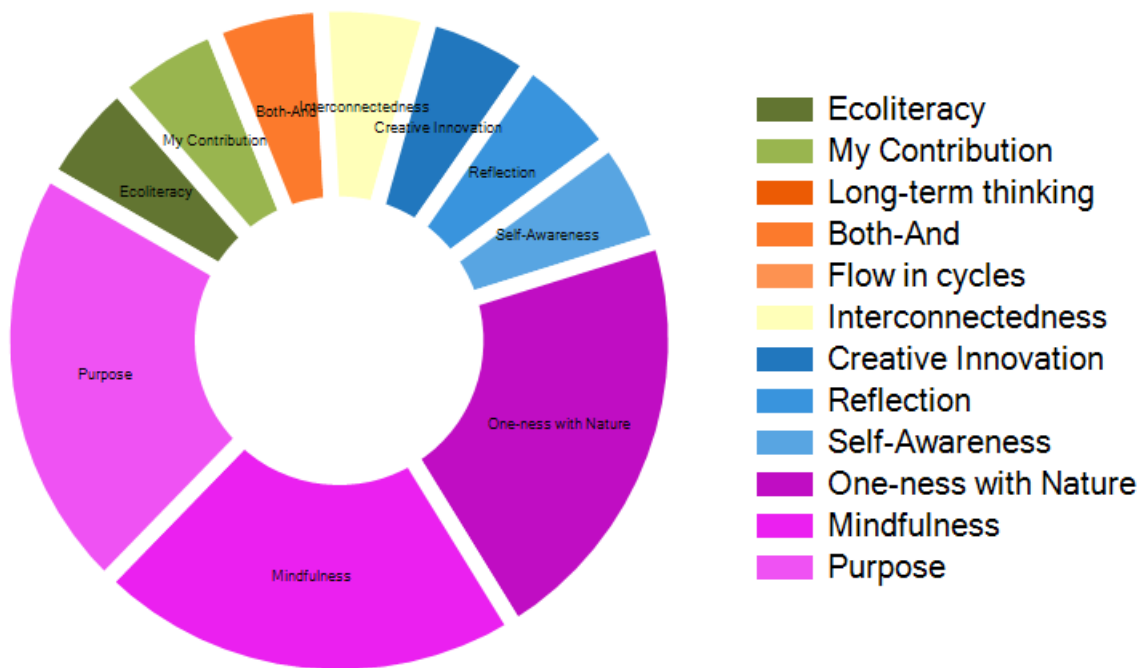 Both-And
Interconnectedness
Creative Innovation
My Contribution
Reflection
Ecoliteracy
Self-Awareness
Purpose
One-ness with Nature
Mindfulness
Ecoliteracy
My Contribution
Long-term thinking
Both-And
Flow in cycles
Interconnectedness
Creative Innovation
Reflection
Self-Awareness
One-ness with Nature
Mindfulness
Purpose